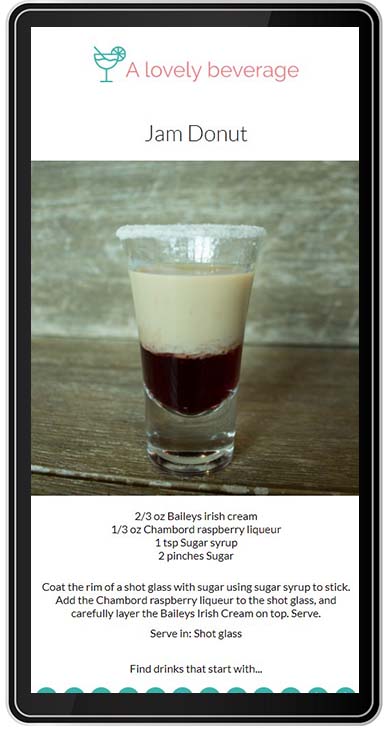 A lovely beverage
Jam Donut
2/3 oz Baileys irish cream
1/3 oz Chambord raspberry liqueur
1 tsp Sugar syrup
2 pinches Sugar
Coat the rim of a shot glass with sugar using sugar syrup to stick.
Add the Chambord raspberry liqueur to the shot glass, and
carefully layer the Baileys Irish Cream on top. Serve.
Serve in: Shot glass
Find drinks that start with...